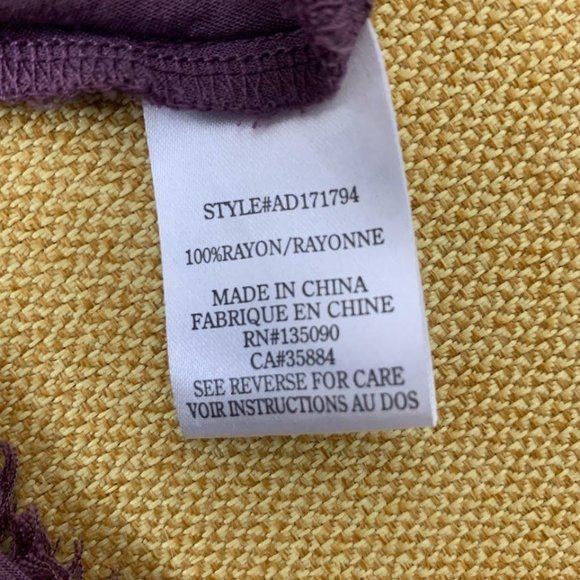 STYLE#AD171794
100%RAYON/RAYONNE
MADE IN CHINA
FABRIQUE EN CHINE
RN#135090
CA#35884
SEE REVERSE FOR CARE
VOIR INSTRUCTIONS AU DOS